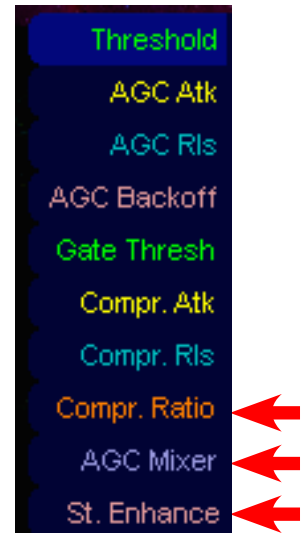 Threshold
AGC Atk
AGC Rls
AGC Backoff
Gate Thresh
Compr. Atk
Compr. Rls
Compr. Ratio
AGC Mixer
St. Enhance